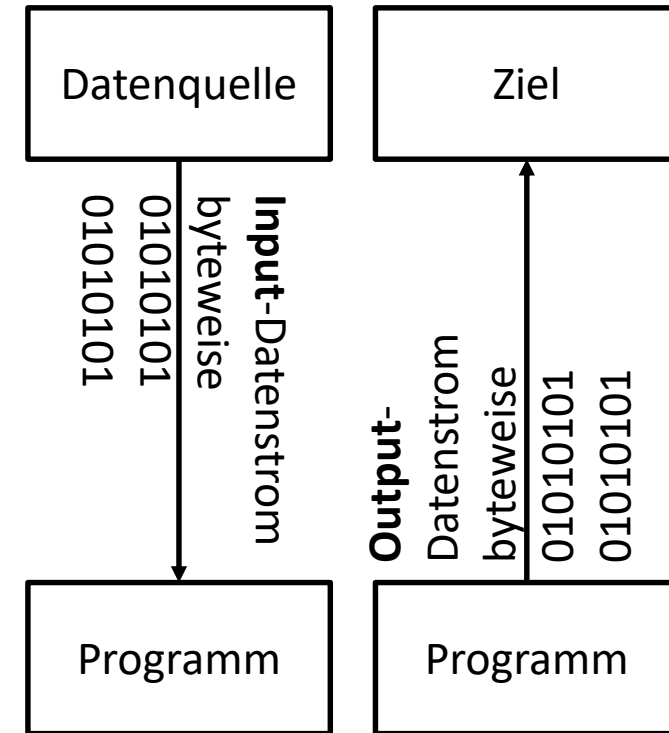 Datenquelle
Ziel
Input-Datenstrom
byteweise
01010101
01010101
Output-
Datenstrom
byteweise
01010101
01010101
Programm
Programm